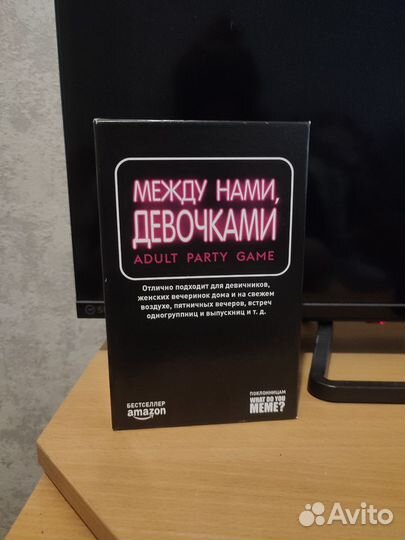 МЕЖДУ НАМИ,
ДЕВОЧКАМИ
ADULT PARTY GAME
Отлично подходит для девичников,
женских вечеринок дома и на свежем
воздухе, пятничных вечеров, встреч
одногруппниц и выпускниц и т. д.
БЕСТСЕЛЛЕР
amazon
ПОКЛОННИЦАМ
WHAT DO YOU
MEME?
Avito